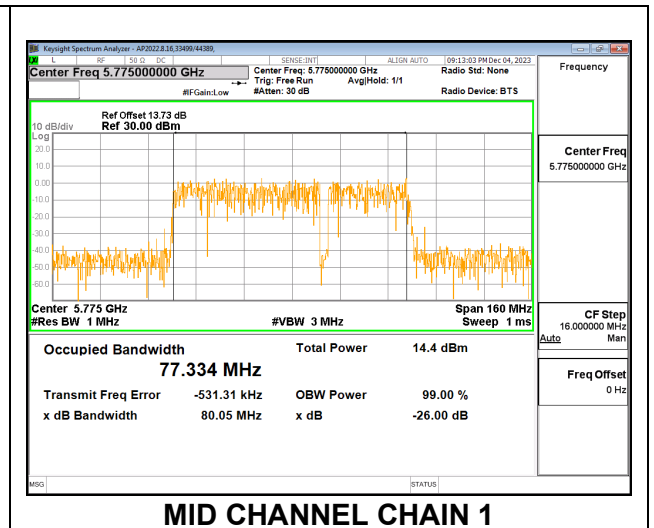 Keysight Spectrum Analyzer - AP2022.8.16,33499/44389,
L RF 50 Ω DC SENSE:INT ALIGN AUTO 09:13:03 PM Dec 04, 2023
Center Freq 5.775000000 GHz
Center Freq: 5.775000000 GHz Radio Std: None
Trig: Free Run Avg|Hold: 1/1
#IFGain:Low #Atten: 30 dB Radio Device: BTS
Frequency
Ref Offset 13.73 dB
10 dB/div Ref 30.00 dBm
Log
20.0
10.0
0.00
-10.0
-20.0
-30.0
-40.0
-50.0
-60.0
Center 5.775 GHz Span 160 MHz
#Res BW 1 MHz #VBW 3 MHz Sweep 1 ms
Center Freq
5.775000000 GHz
CF Step
16.000000 MHz
Auto Man
Freq Offset
0 Hz
Occupied Bandwidth Total Power 14.4 dBm
77.334 MHz
Transmit Freq Error -531.31 kHz OBW Power 99.00 %
x dB Bandwidth 80.05 MHz x dB -26.00 dB
MSG STATUS
MID CHANNEL CHAIN 1